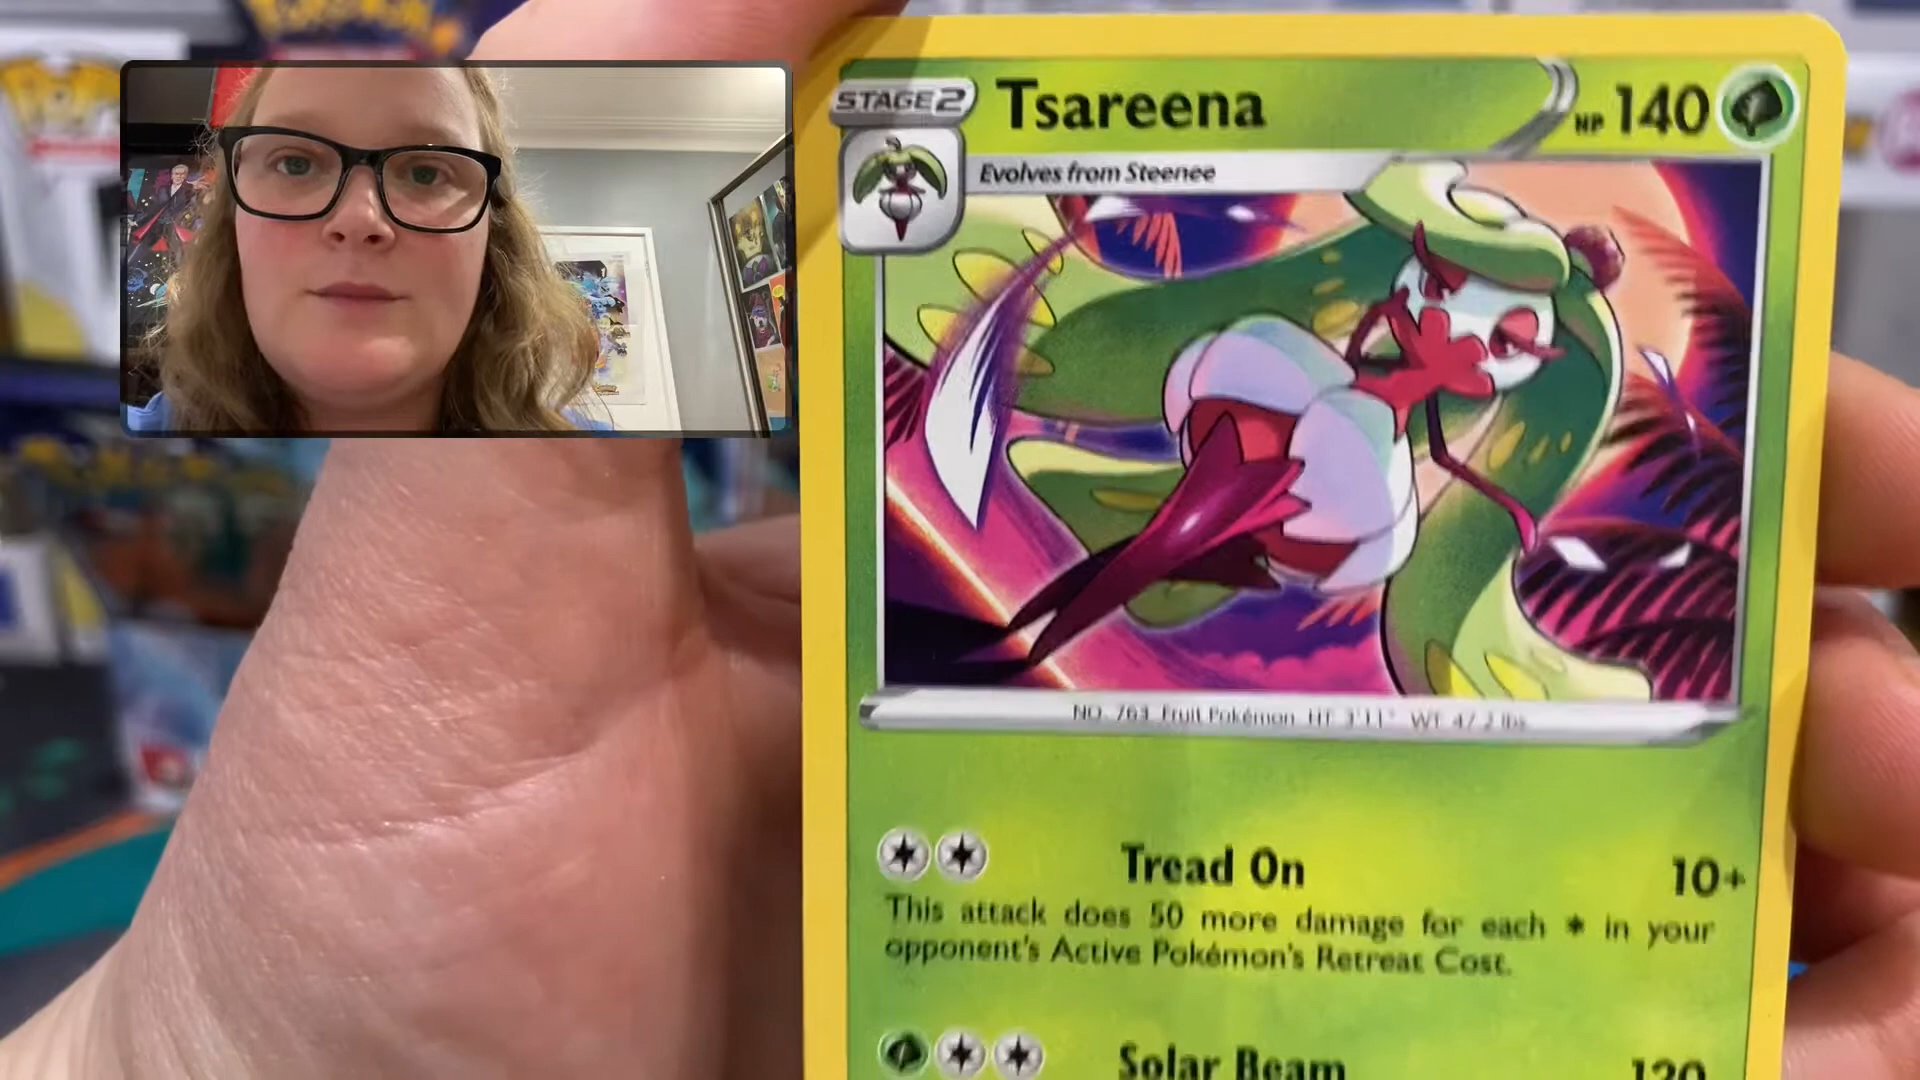 STAGE 2
Tsareena
HP 140
Evolves from Steenee
NO. 763 Fruit Pokémon HT: 3'11" WT: 47.2 lbs
Tread On 10+
This attack does 50 more damage for each * in your
opponent's Active Pokémon's Retreat Cost.
Solar Beam 120